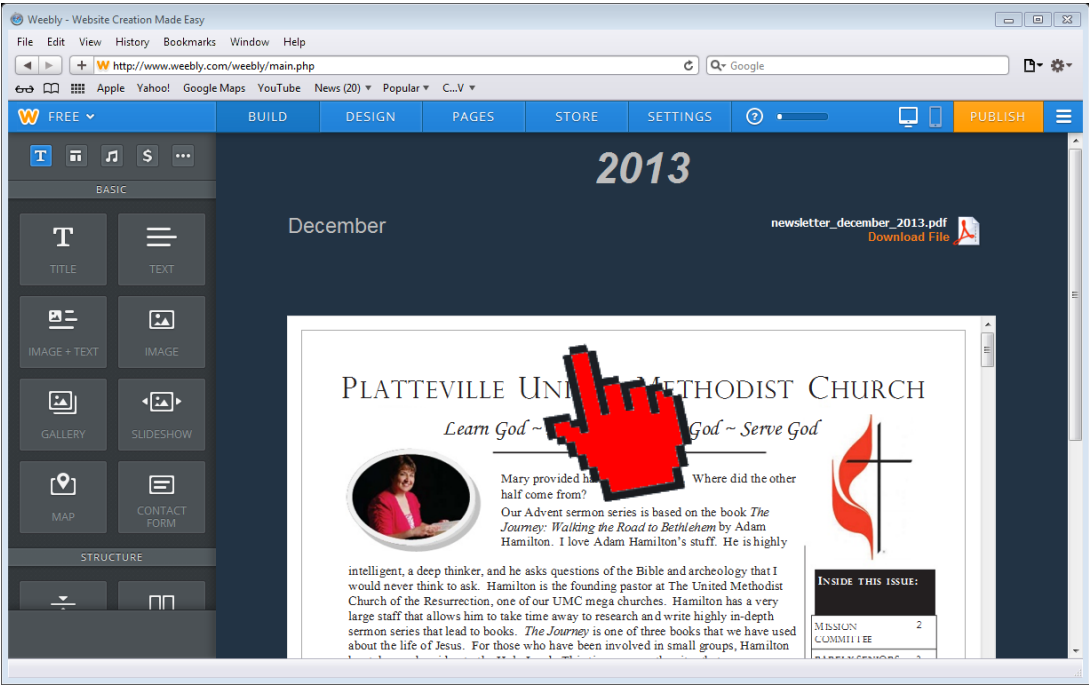 Weebly - Website Creation Made Easy
File Edit View History Bookmarks Window Help
http://www.weebly.com/weebly/main.php
Google
Apple Yahoo! Google Maps YouTube News (20) Popular C...V
FREE BUILD DESIGN PAGES STORE SETTINGS ? PUBLISH
BASIC
TITLE TEXT
IMAGE + TEXT IMAGE
GALLERY SLIDESHOW
MAP CONTACT FORM
STRUCTURE
2013
December
newsletter_december_2013.pdf
Download File
PLATTEVILLE METHODIST CHURCH
Learn God ~ God ~ Serve God
Mary provided Where did the other
half come from?
Our Advent sermon series is based on the book The
Journey: Walking the Road to Bethlehem by Adam
Hamilton. I love Adam Hamilton's stuff. He is highly
intelligent, a deep thinker, and he asks questions of the Bible and archeology that I
would never think to ask. Hamilton is the founding pastor at The United Methodist
Church of the Resurrection, one of our UMC mega churches. Hamilton has a very
large staff that allows him to take time away to research and write highly in-depth
sermon series that lead to books. The Journey is one of three books that we have used
about the life of Jesus. For those who have been involved in small groups, Hamilton
INSIDE THIS ISSUE:
MISSION COMMITTEE 2